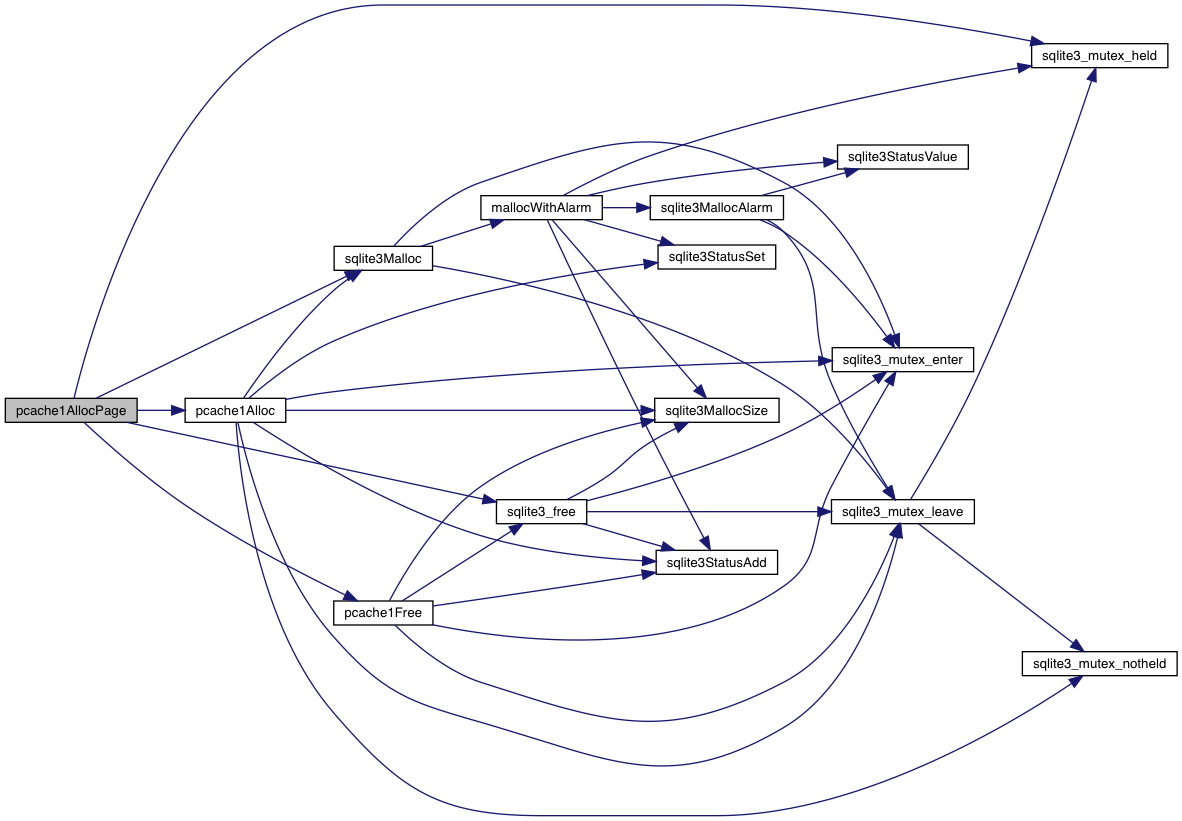 sqlite3_mutex_held
sqlite3StatusValue
mallocWithAlarm
sqlite3MallocAlarm
sqlite3Malloc
sqlite3StatusSet
sqlite3_mutex_enter
pcache1AllocPage
pcache1Alloc
sqlite3MallocSize
sqlite3_free
sqlite3_mutex_leave
sqlite3StatusAdd
pcache1Free
sqlite3_mutex_notheld